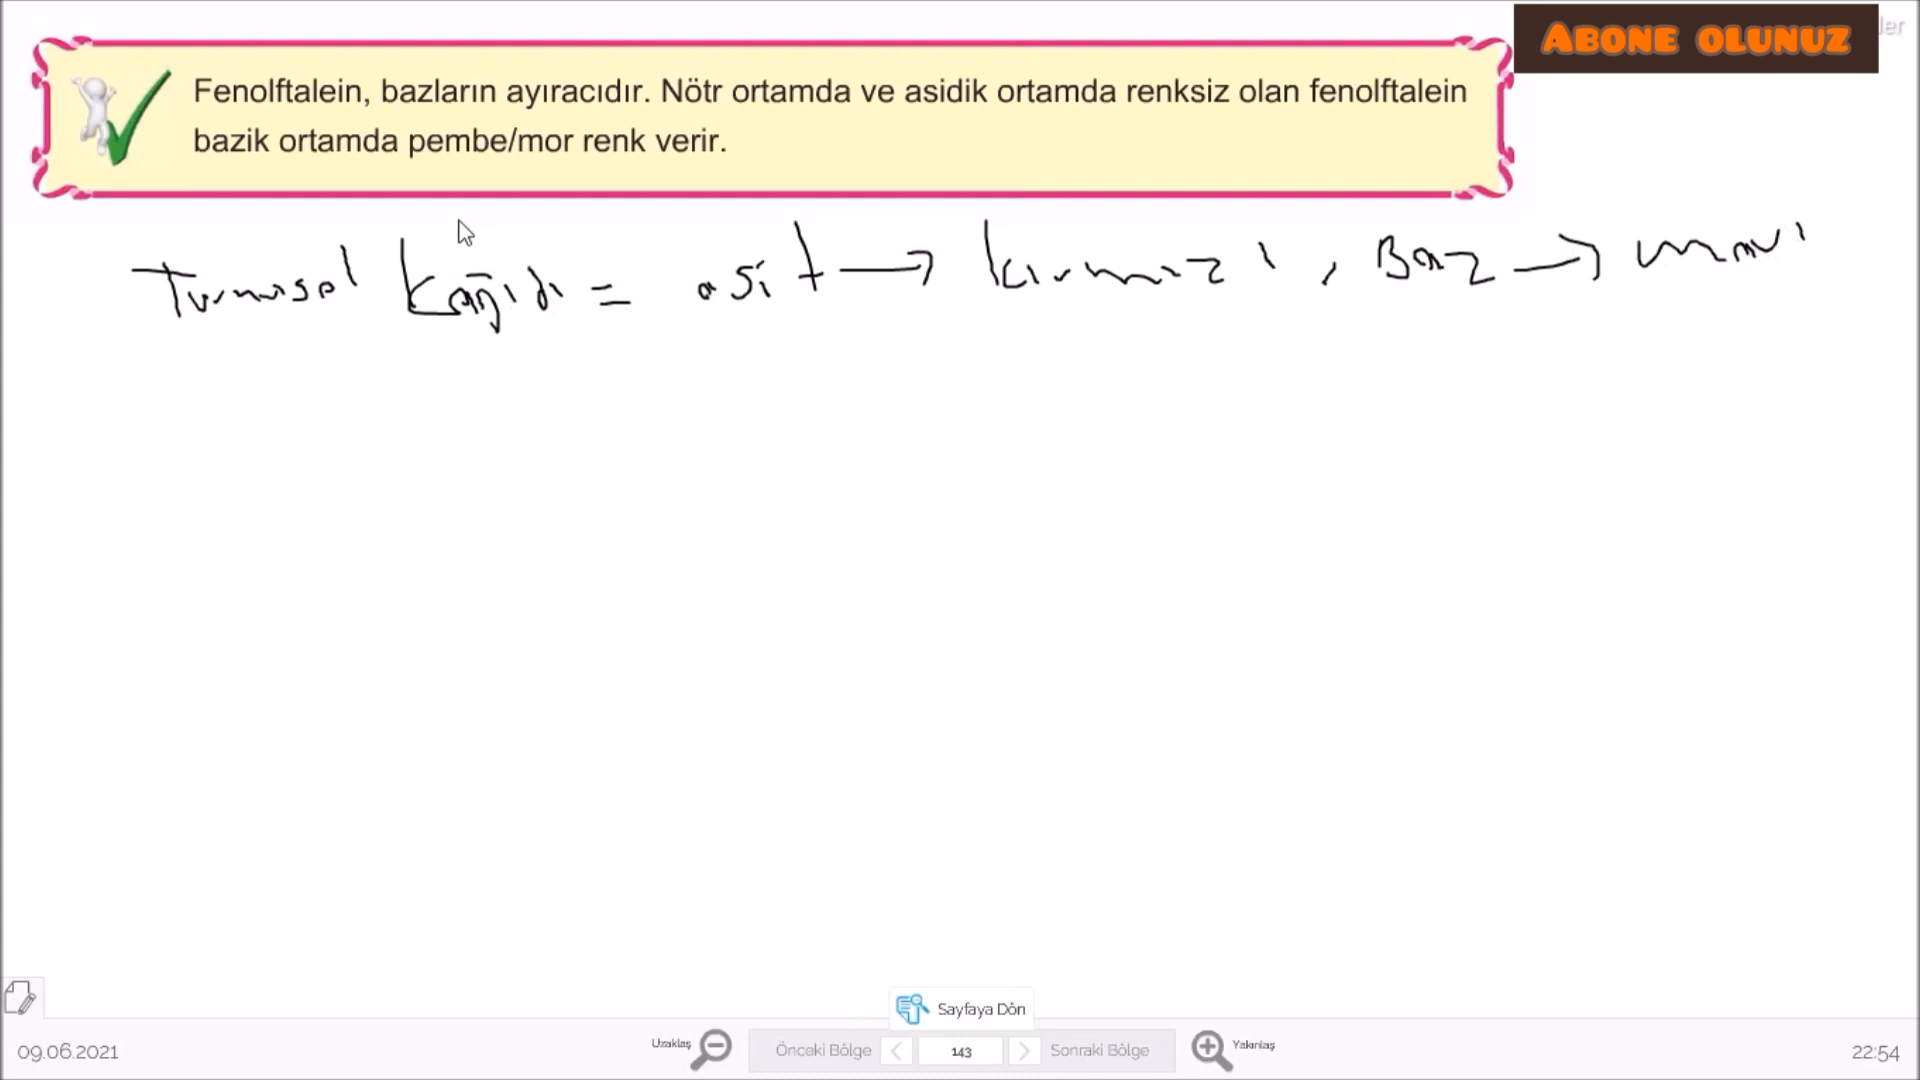 ler
ABONE OLUNUZ
Fenolftalein, bazların ayıracıdır. Nötr ortamda ve asidik ortamda renksiz olan fenolftalein
bazik ortamda pembe/mor renk verir.
Turnusol Kağıdı = asit → kırmızı , Baz → mavi
Sayfaya Dön
09.06.2021 Uzaklaş Önceki Bölge 143 Sonraki Bölge Yakınlaş 22:54